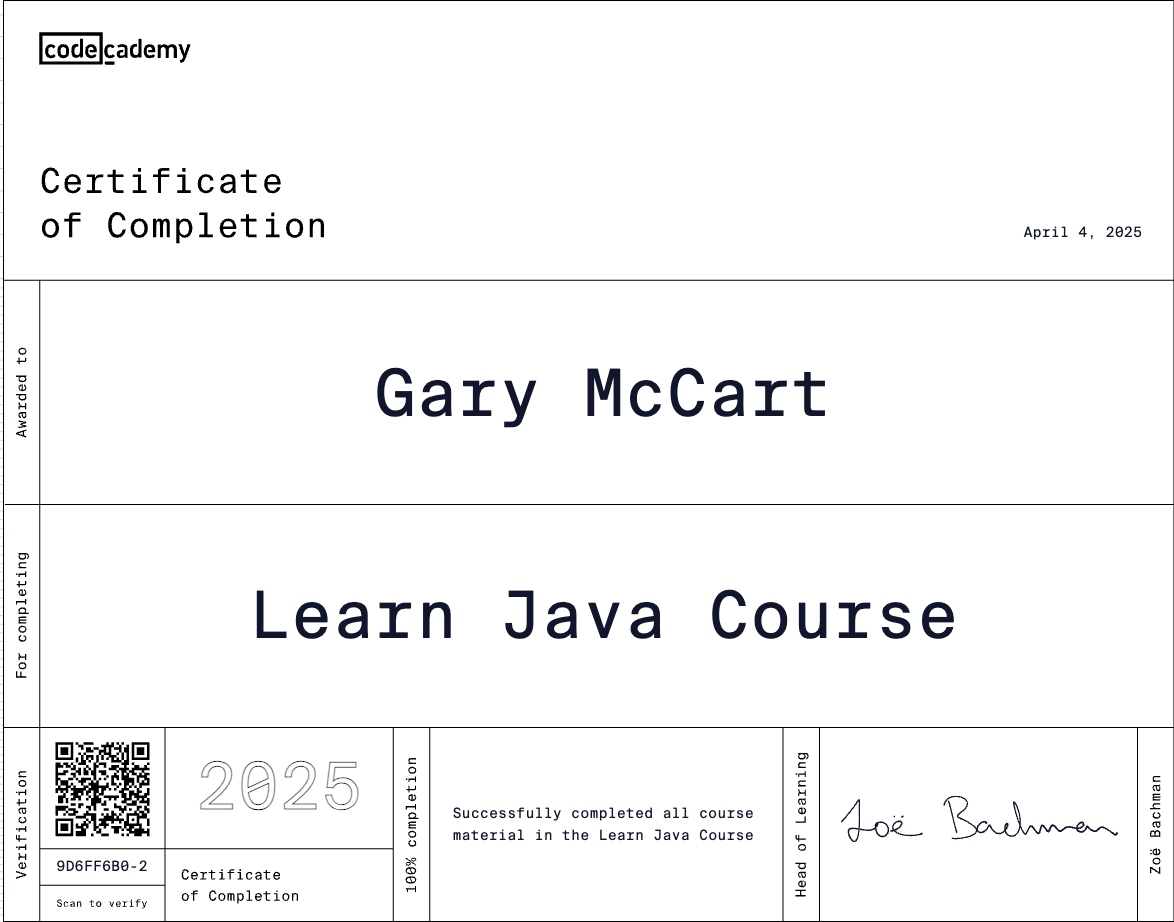 codecademy
Certificate
of Completion
April 4, 2025
Awarded to
Gary McCart
For completing
Learn Java Course
Verification
9D6FF6B0-2
Scan to verify
2025
Certificate
of Completion
100% completion
Successfully completed all course
material in the Learn Java Course
Head of Learning
Zoë Bachman
Zoë Bachman